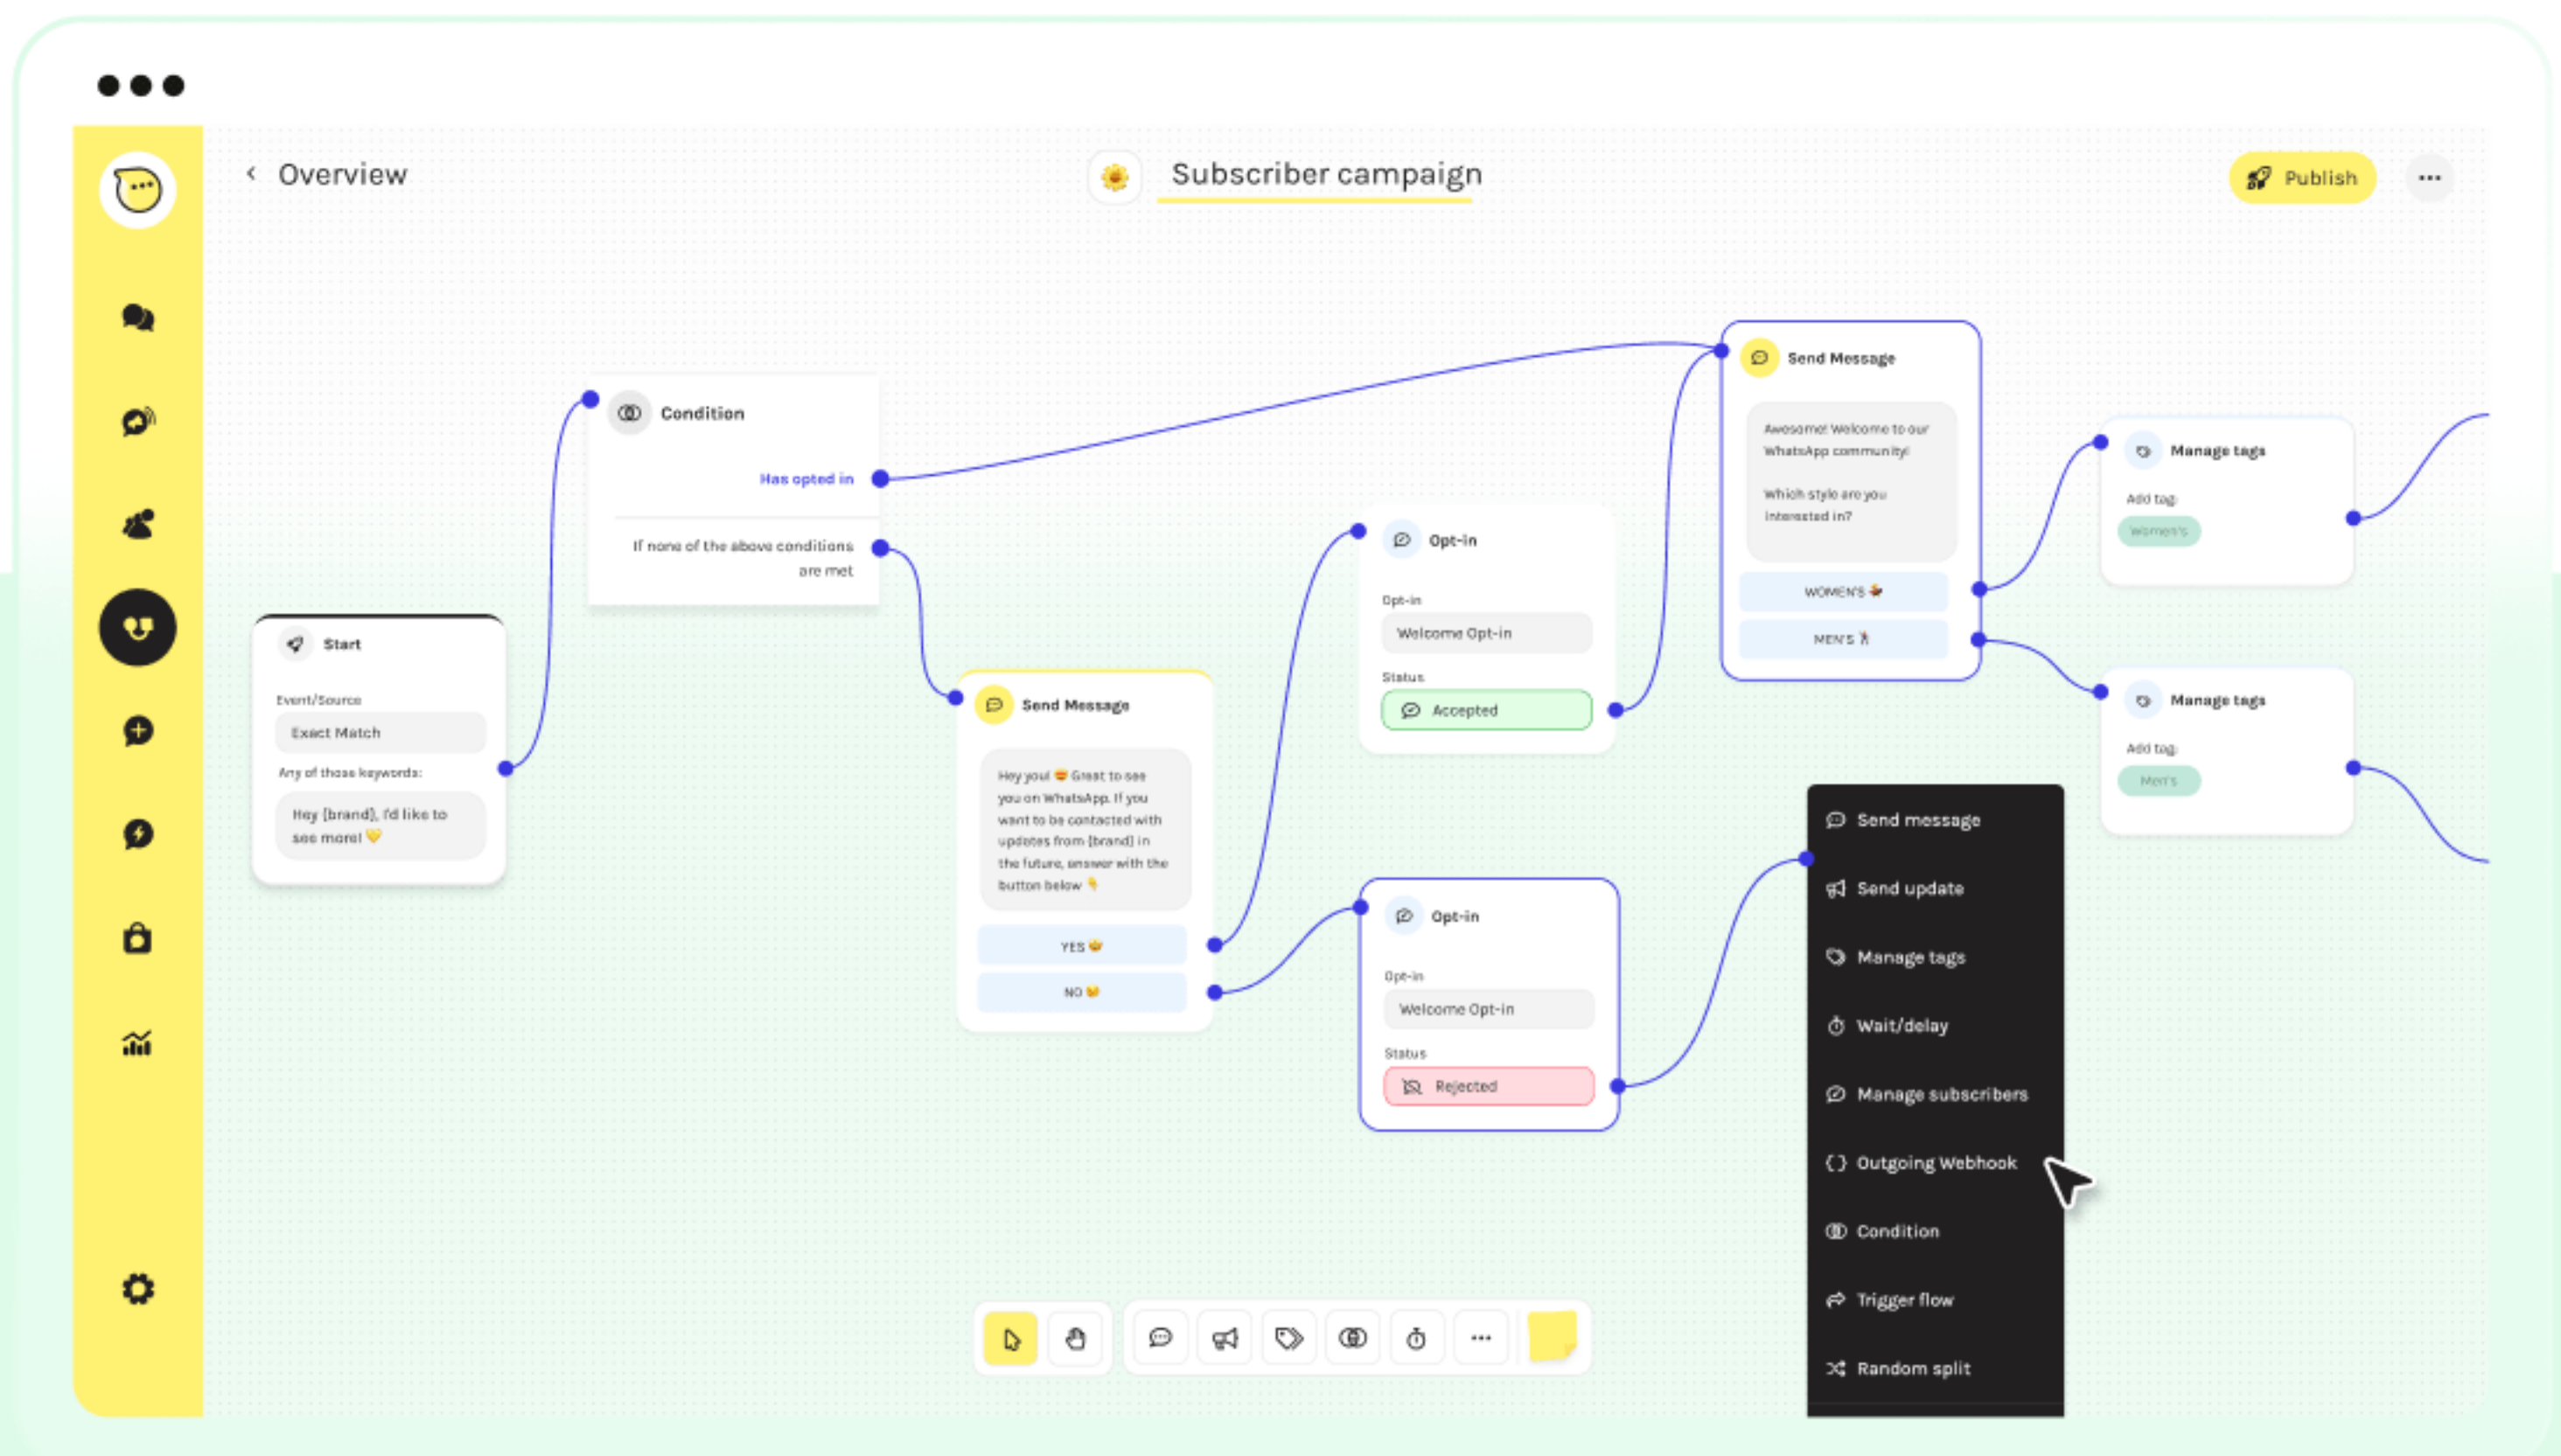 Overview
Subscriber campaign
Publish
Start
Event/Source
Exact Match
Any of those keywords:
Hey {brand}, I'd like to
see more! 💛
Condition
Has opted in
If none of the above conditions
are met
Send Message
Hey you! 😍 Great to see
you on WhatsApp. If you
want to be contacted with
updates from {brand} in
the future, answer with the
button below 👇
YES
NO
Opt-in
Opt-in
Welcome Opt-in
Status
Accepted
Opt-in
Opt-in
Welcome Opt-in
Status
Rejected
Send Message
Awesome! Welcome to our
WhatsApp community!
Which style are you
interested in?
WOMEN'S 💃
MEN'S 🕺
Manage tags
Add tag:
Women's
Manage tags
Add tag:
Men's
Send message
Send update
Manage tags
Wait/delay
Manage subscribers
Outgoing Webhook
Condition
Trigger flow
Random split